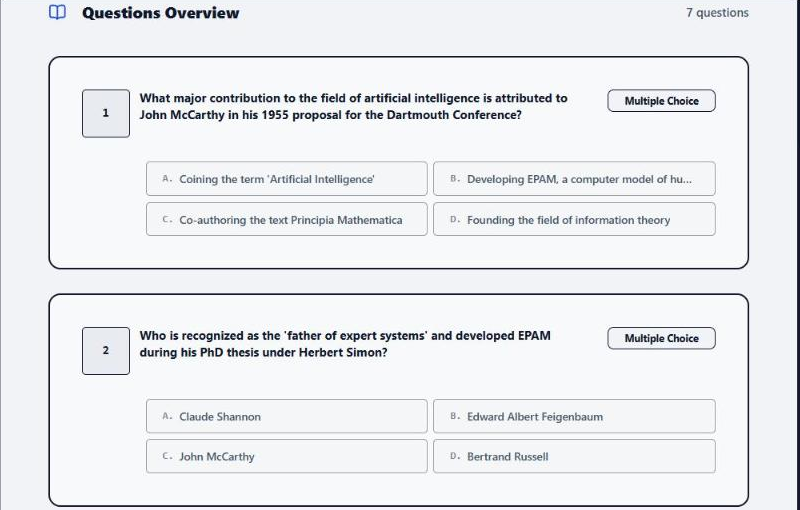 Questions Overview
7 questions
1
What major contribution to the field of artificial intelligence is attributed to
John McCarthy in his 1955 proposal for the Dartmouth Conference?
Multiple Choice
A. Coining the term 'Artificial Intelligence'
B. Developing EPAM, a computer model of hu...
C. Co-authoring the text Principia Mathematica
D. Founding the field of information theory
2
Who is recognized as the 'father of expert systems' and developed EPAM
during his PhD thesis under Herbert Simon?
Multiple Choice
A. Claude Shannon
B. Edward Albert Feigenbaum
C. John McCarthy
D. Bertrand Russell